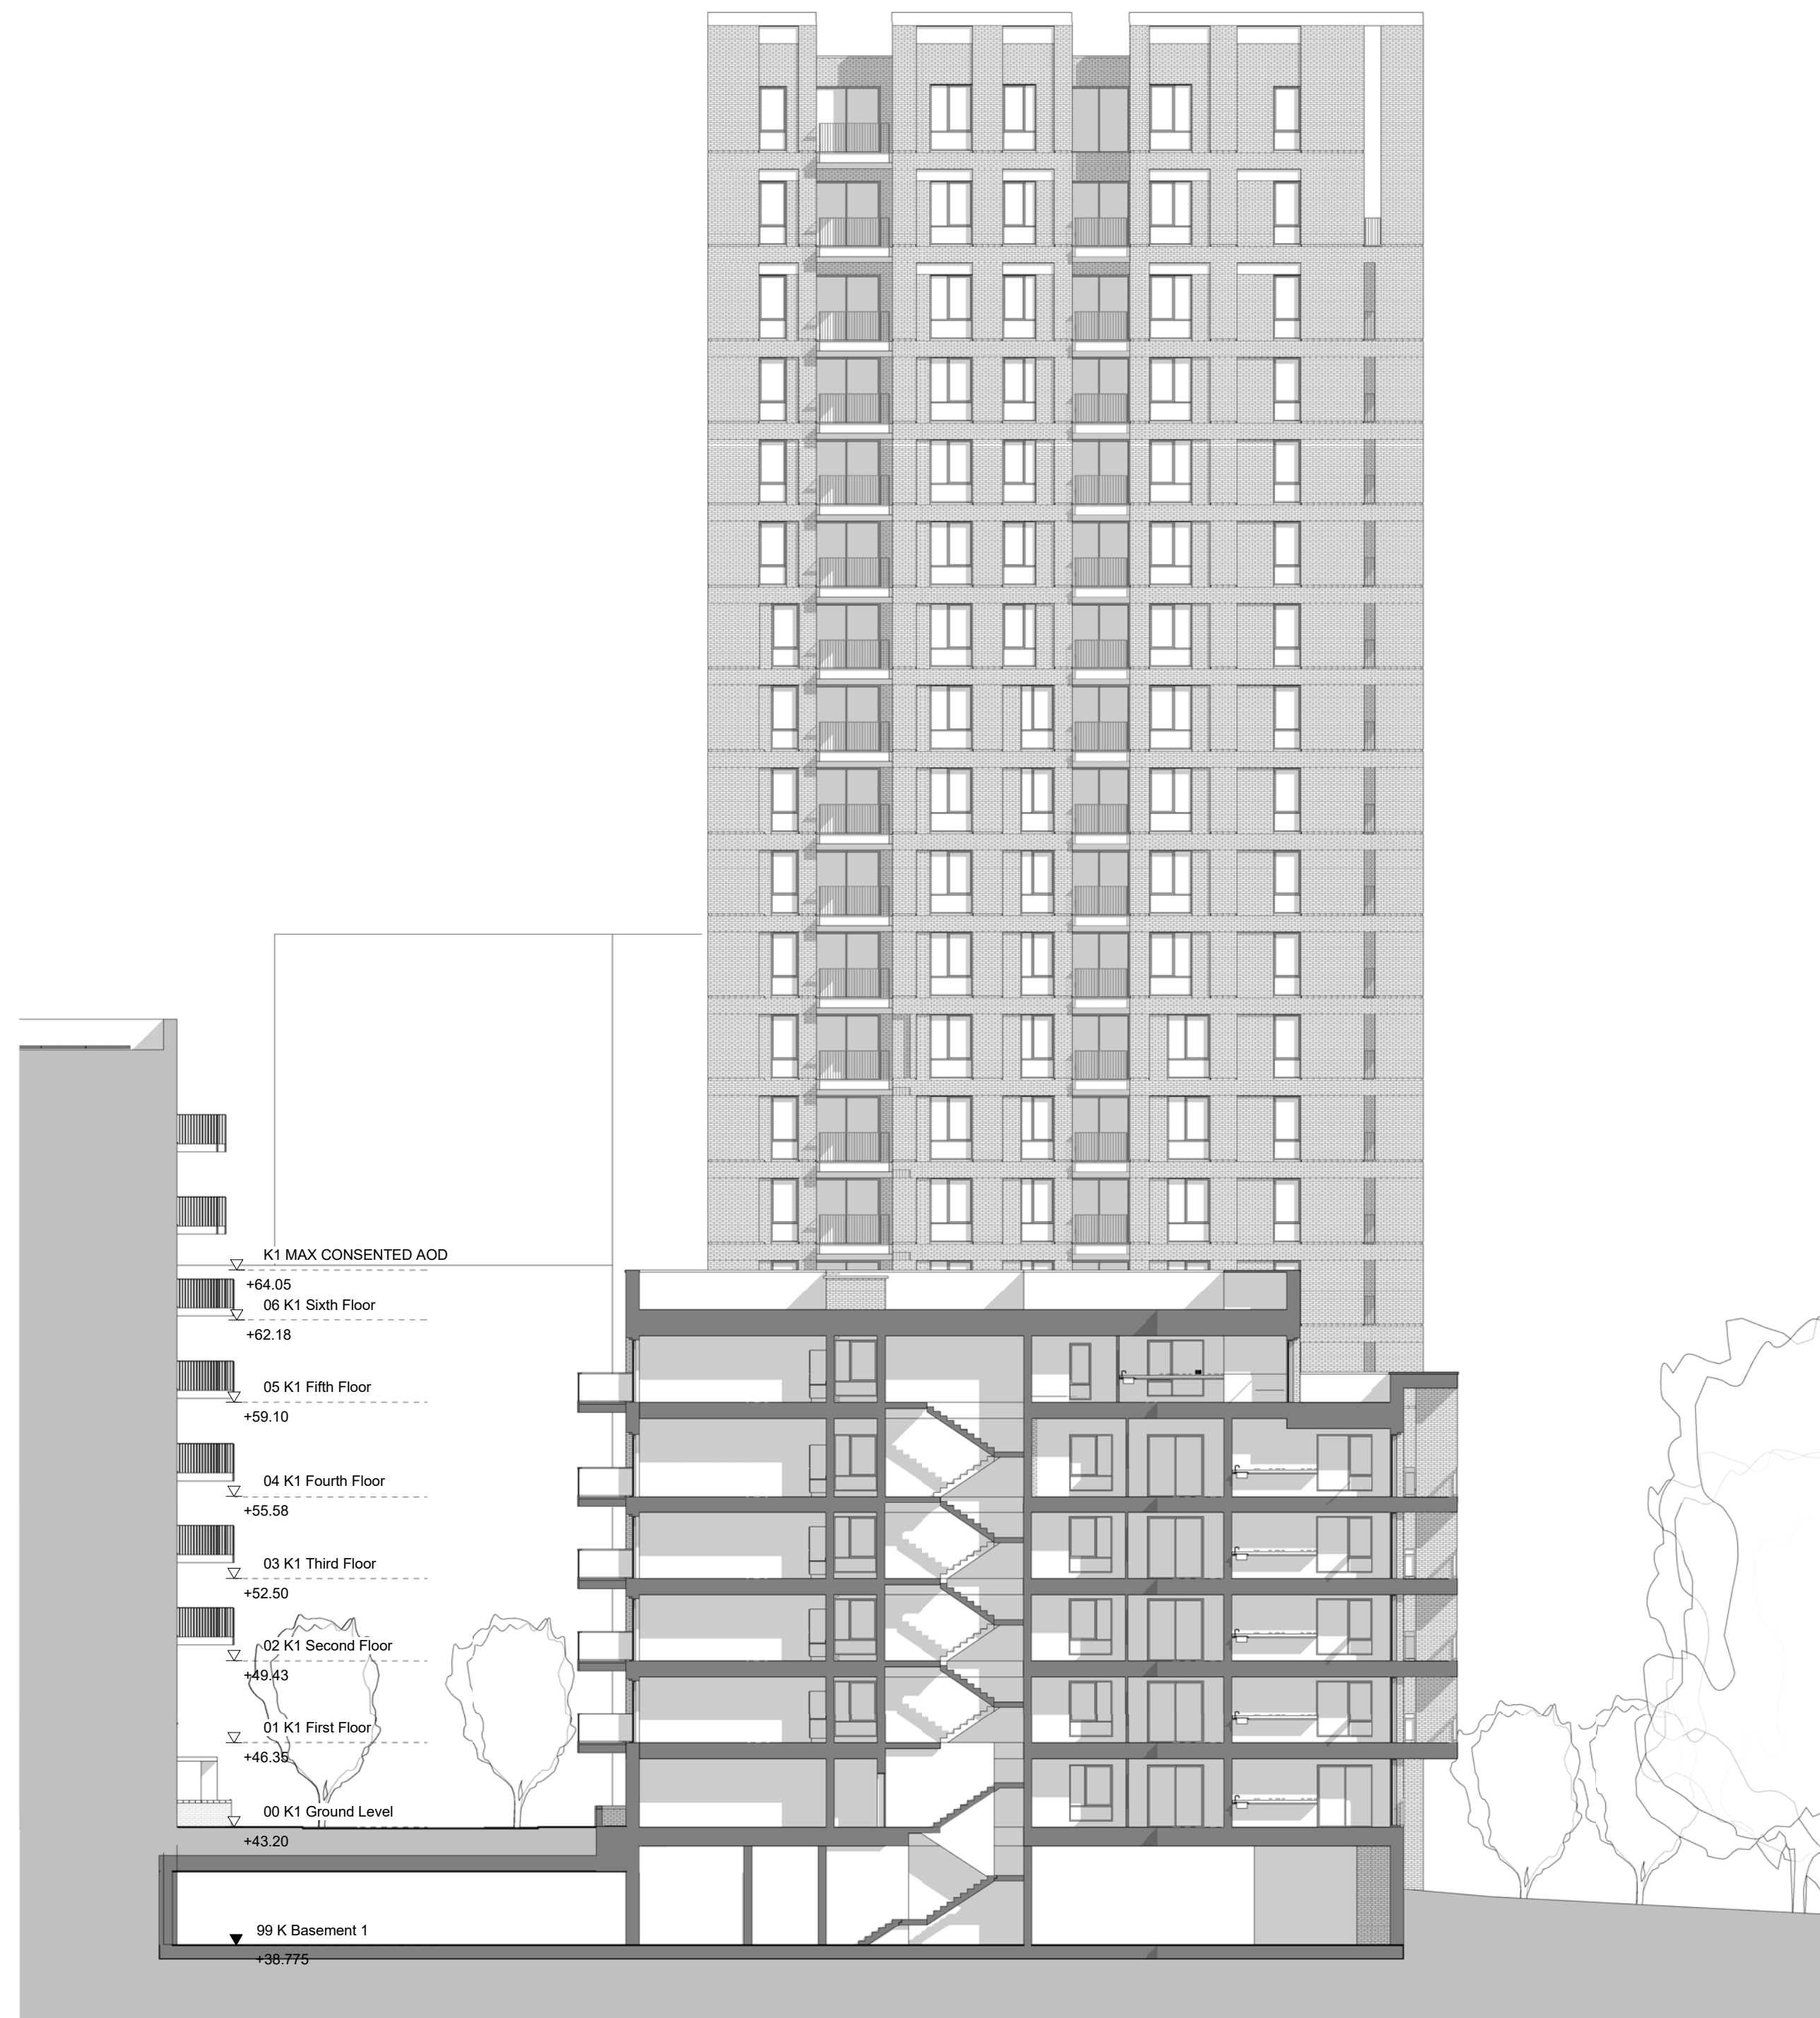 K1 MAX CONSENTED AOD
+64.05
06 K1 Sixth Floor
+62.18
05 K1 Fifth Floor
+59.10
04 K1 Fourth Floor
+55.58
03 K1 Third Floor
+52.50
02 K1 Second Floor
+49.43
01 K1 First Floor
+46.35
00 K1 Ground Level
+43.20
99 K Basement 1
+38.775